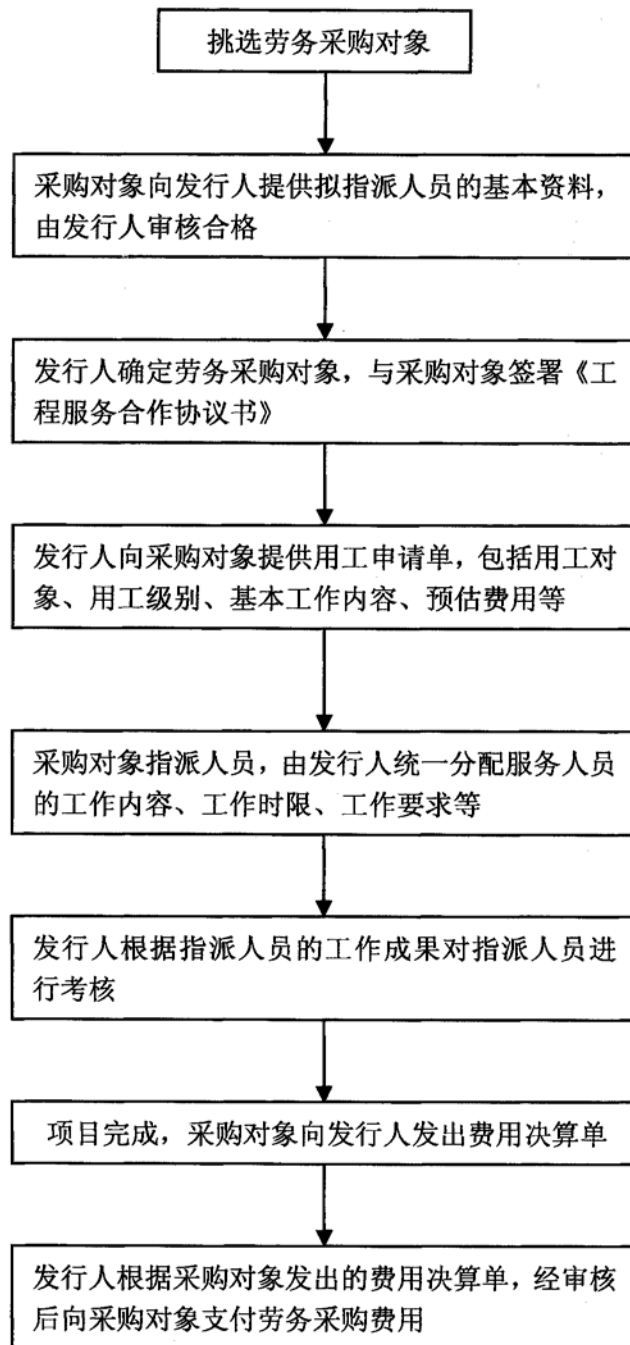 挑选劳务采购对象
采购对象向发行人提供拟指派人员的基本资料，
由发行人审核合格
发行人确定劳务采购对象，与采购对象签署《工
程服务合作协议书》
发行人向采购对象提供用工申请单，包括用工对
象、用工级别、基本工作内容、预估费用等
采购对象指派人员，由发行人统一分配服务人员
的工作内容、工作时限、工作要求等
发行人根据指派人员的工作成果对指派人员进
行考核
项目完成，采购对象向发行人发出费用决算单
发行人根据采购对象发出的费用决算单，经审核
后向采购对象支付劳务采购费用